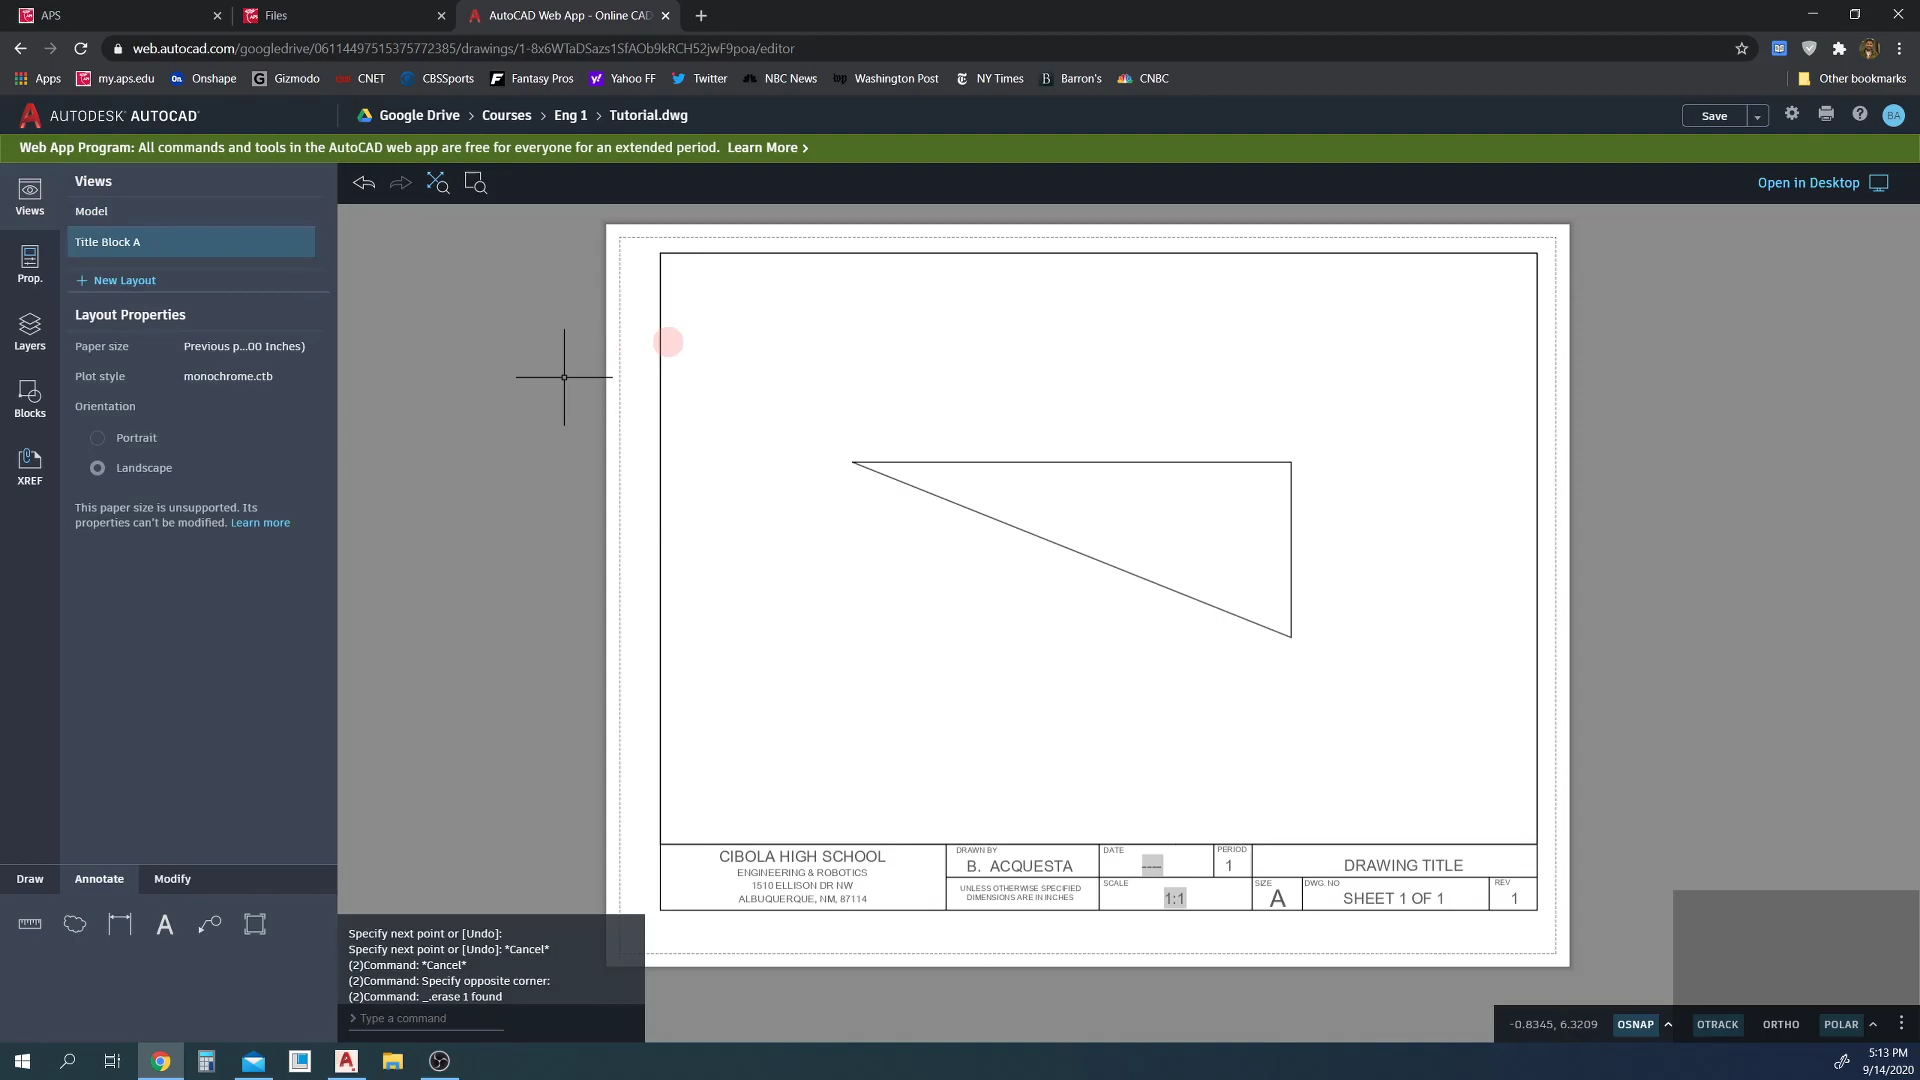 APS
Files
AutoCAD Web App - Online CAD
web.autocad.com/googledrive/06114497515375772385/drawings/1-8x6WTaDSazs1SfAOb9kRCH52jwF9poa/editor
Apps
my.aps.edu
On Onshape
G Gizmodo
CNN CNET
CBSSports
F Fantasy Pros
y! Yahoo FF
Twitter
NBC News
wp Washington Post
NY Times
B Barron's
CNBC
Other bookmarks
AUTODESK® AUTOCAD®
Google Drive > Courses > Eng 1 > Tutorial.dwg
Save
BA
Web App Program: All commands and tools in the AutoCAD web app are free for everyone for an extended period. Learn More >
Views
Prop.
Layers
Blocks
XREF
Views
Model
Title Block A
+ New Layout
Layout Properties
Paper size Previous p...00 Inches)
Plot style monochrome.ctb
Orientation
Portrait
Landscape
This paper size is unsupported. Its
properties can't be modified. Learn more
Open in Desktop
CIBOLA HIGH SCHOOL
ENGINEERING & ROBOTICS
1510 ELLISON DR NW
ALBUQUERQUE, NM, 87114
DRAWN BY
B. ACQUESTA
UNLESS OTHERWISE SPECIFIED
DIMENSIONS ARE IN INCHES
DATE
----
SCALE
1:1
PERIOD
1
SIZE
A
DRAWING TITLE
DWG. NO
SHEET 1 OF 1
REV
1
Draw
Annotate
Modify
A
Specify next point or [Undo]:
Specify next point or [Undo]: *Cancel*
(2)Command: *Cancel*
(2)Command: Specify opposite corner:
(2)Command: _.erase 1 found
> Type a command
-0.8345, 6.3209
OSNAP
OTRACK
ORTHO
POLAR
5:13 PM
9/14/2020